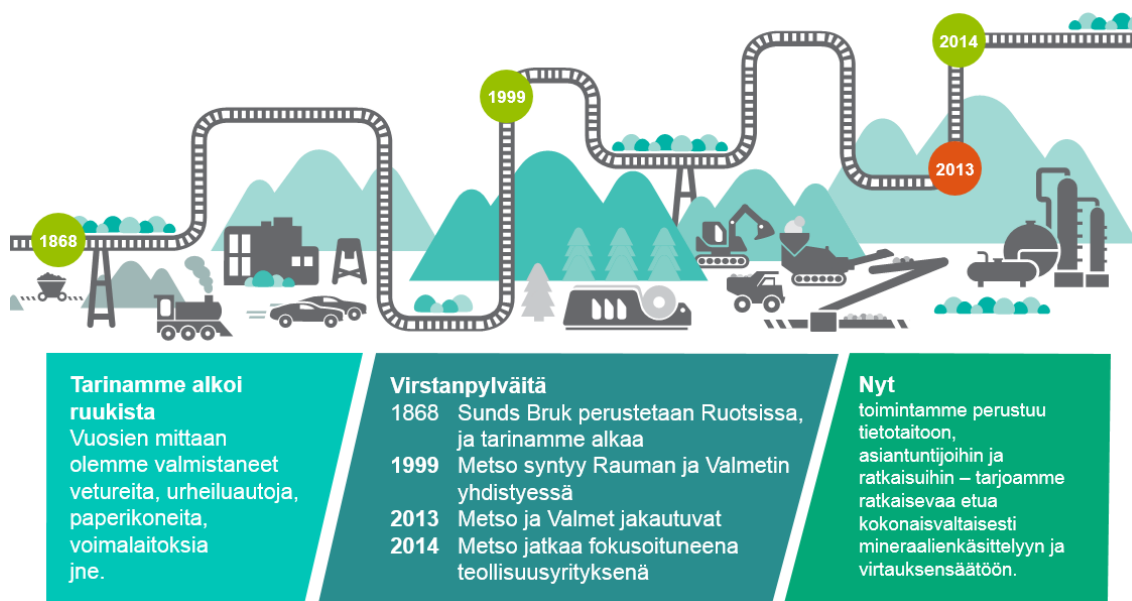 2014
1999
2013
1868
Tarinamme alkoi
ruukista
Vuosien mittaan
olemme valmistaneet
vetureita, urheiluautoja,
paperikoneita,
voimalaitoksia
jne.
Virstanpylväitä
1868 Sunds Bruk perustetaan Ruotsissa,
ja tarinamme alkaa
1999 Metso syntyy Rauman ja Valmetin
yhdistyessä
2013 Metso ja Valmet jakautuvat
2014 Metso jatkaa fokusoituneena
teollisuusyrityksenä
Nyt
toimintamme perustuu
tietotaitoon,
asiantuntijoihin ja
ratkaisuihin – tarjoamme
ratkaisevaa etua
kokonaisvaltaisesti
mineraalienkäsittelyyn ja
virtauksensäätöön.